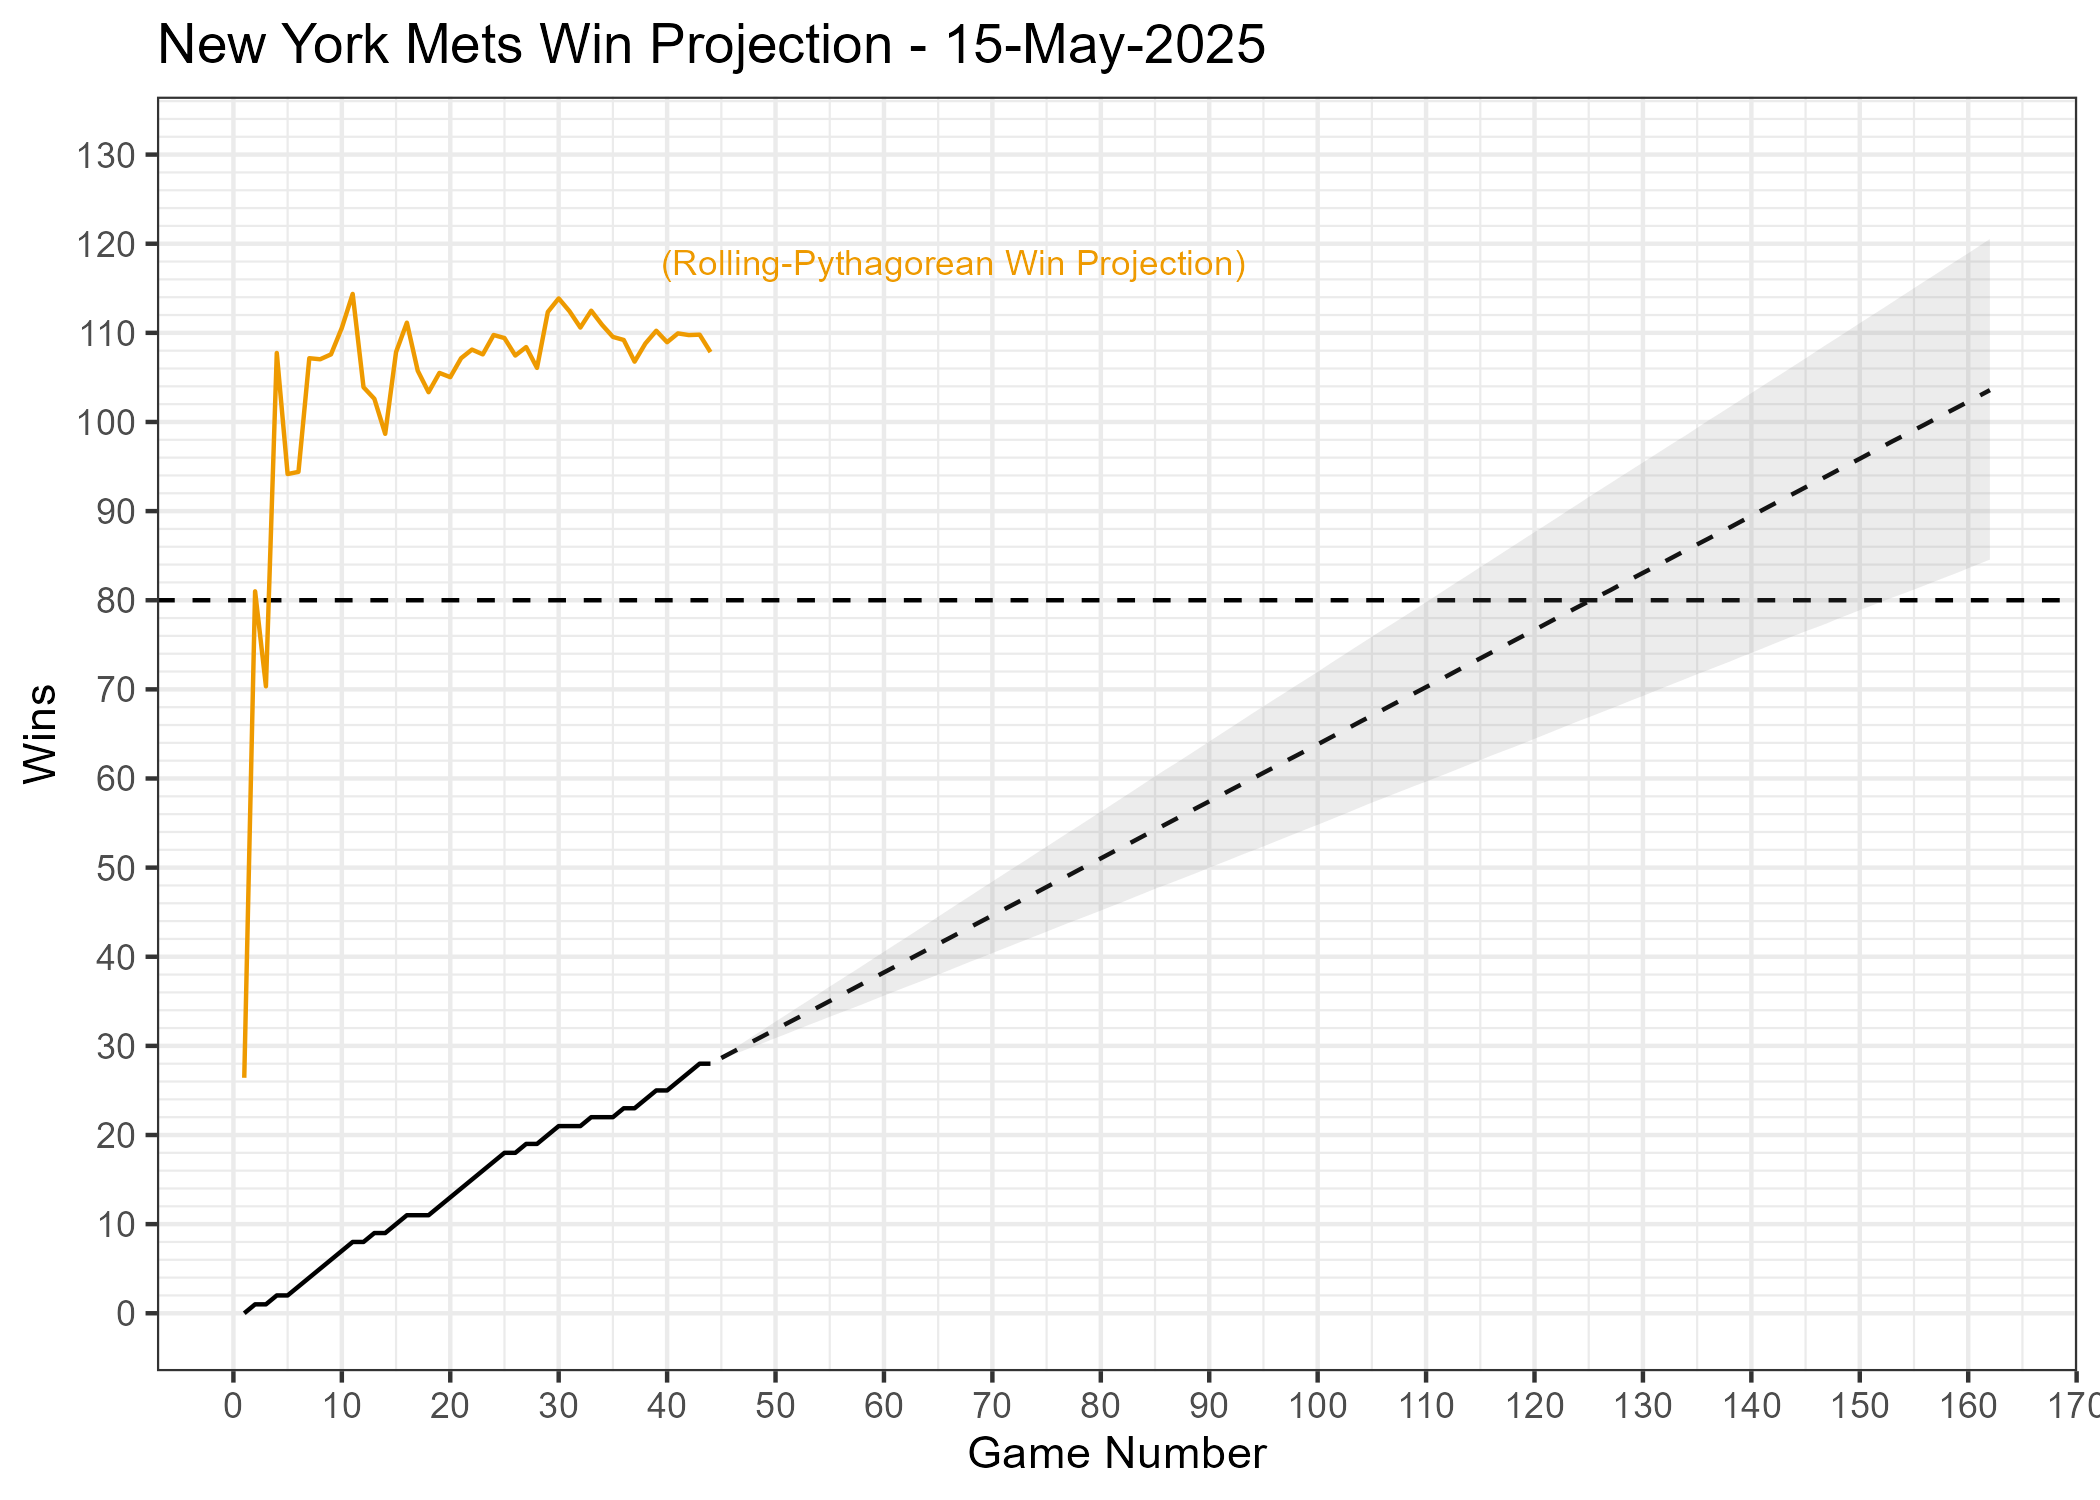 New York Mets Win Projection - 15-May-2025
130
120
(Rolling-Pythagorean Win Projection)
110
100
90
80
70
60
50
40
30
20
10
0
Wins
0 10 20 30 40 50 60 70 80 90 100 110 120 130 140 150 160 170
Game Number